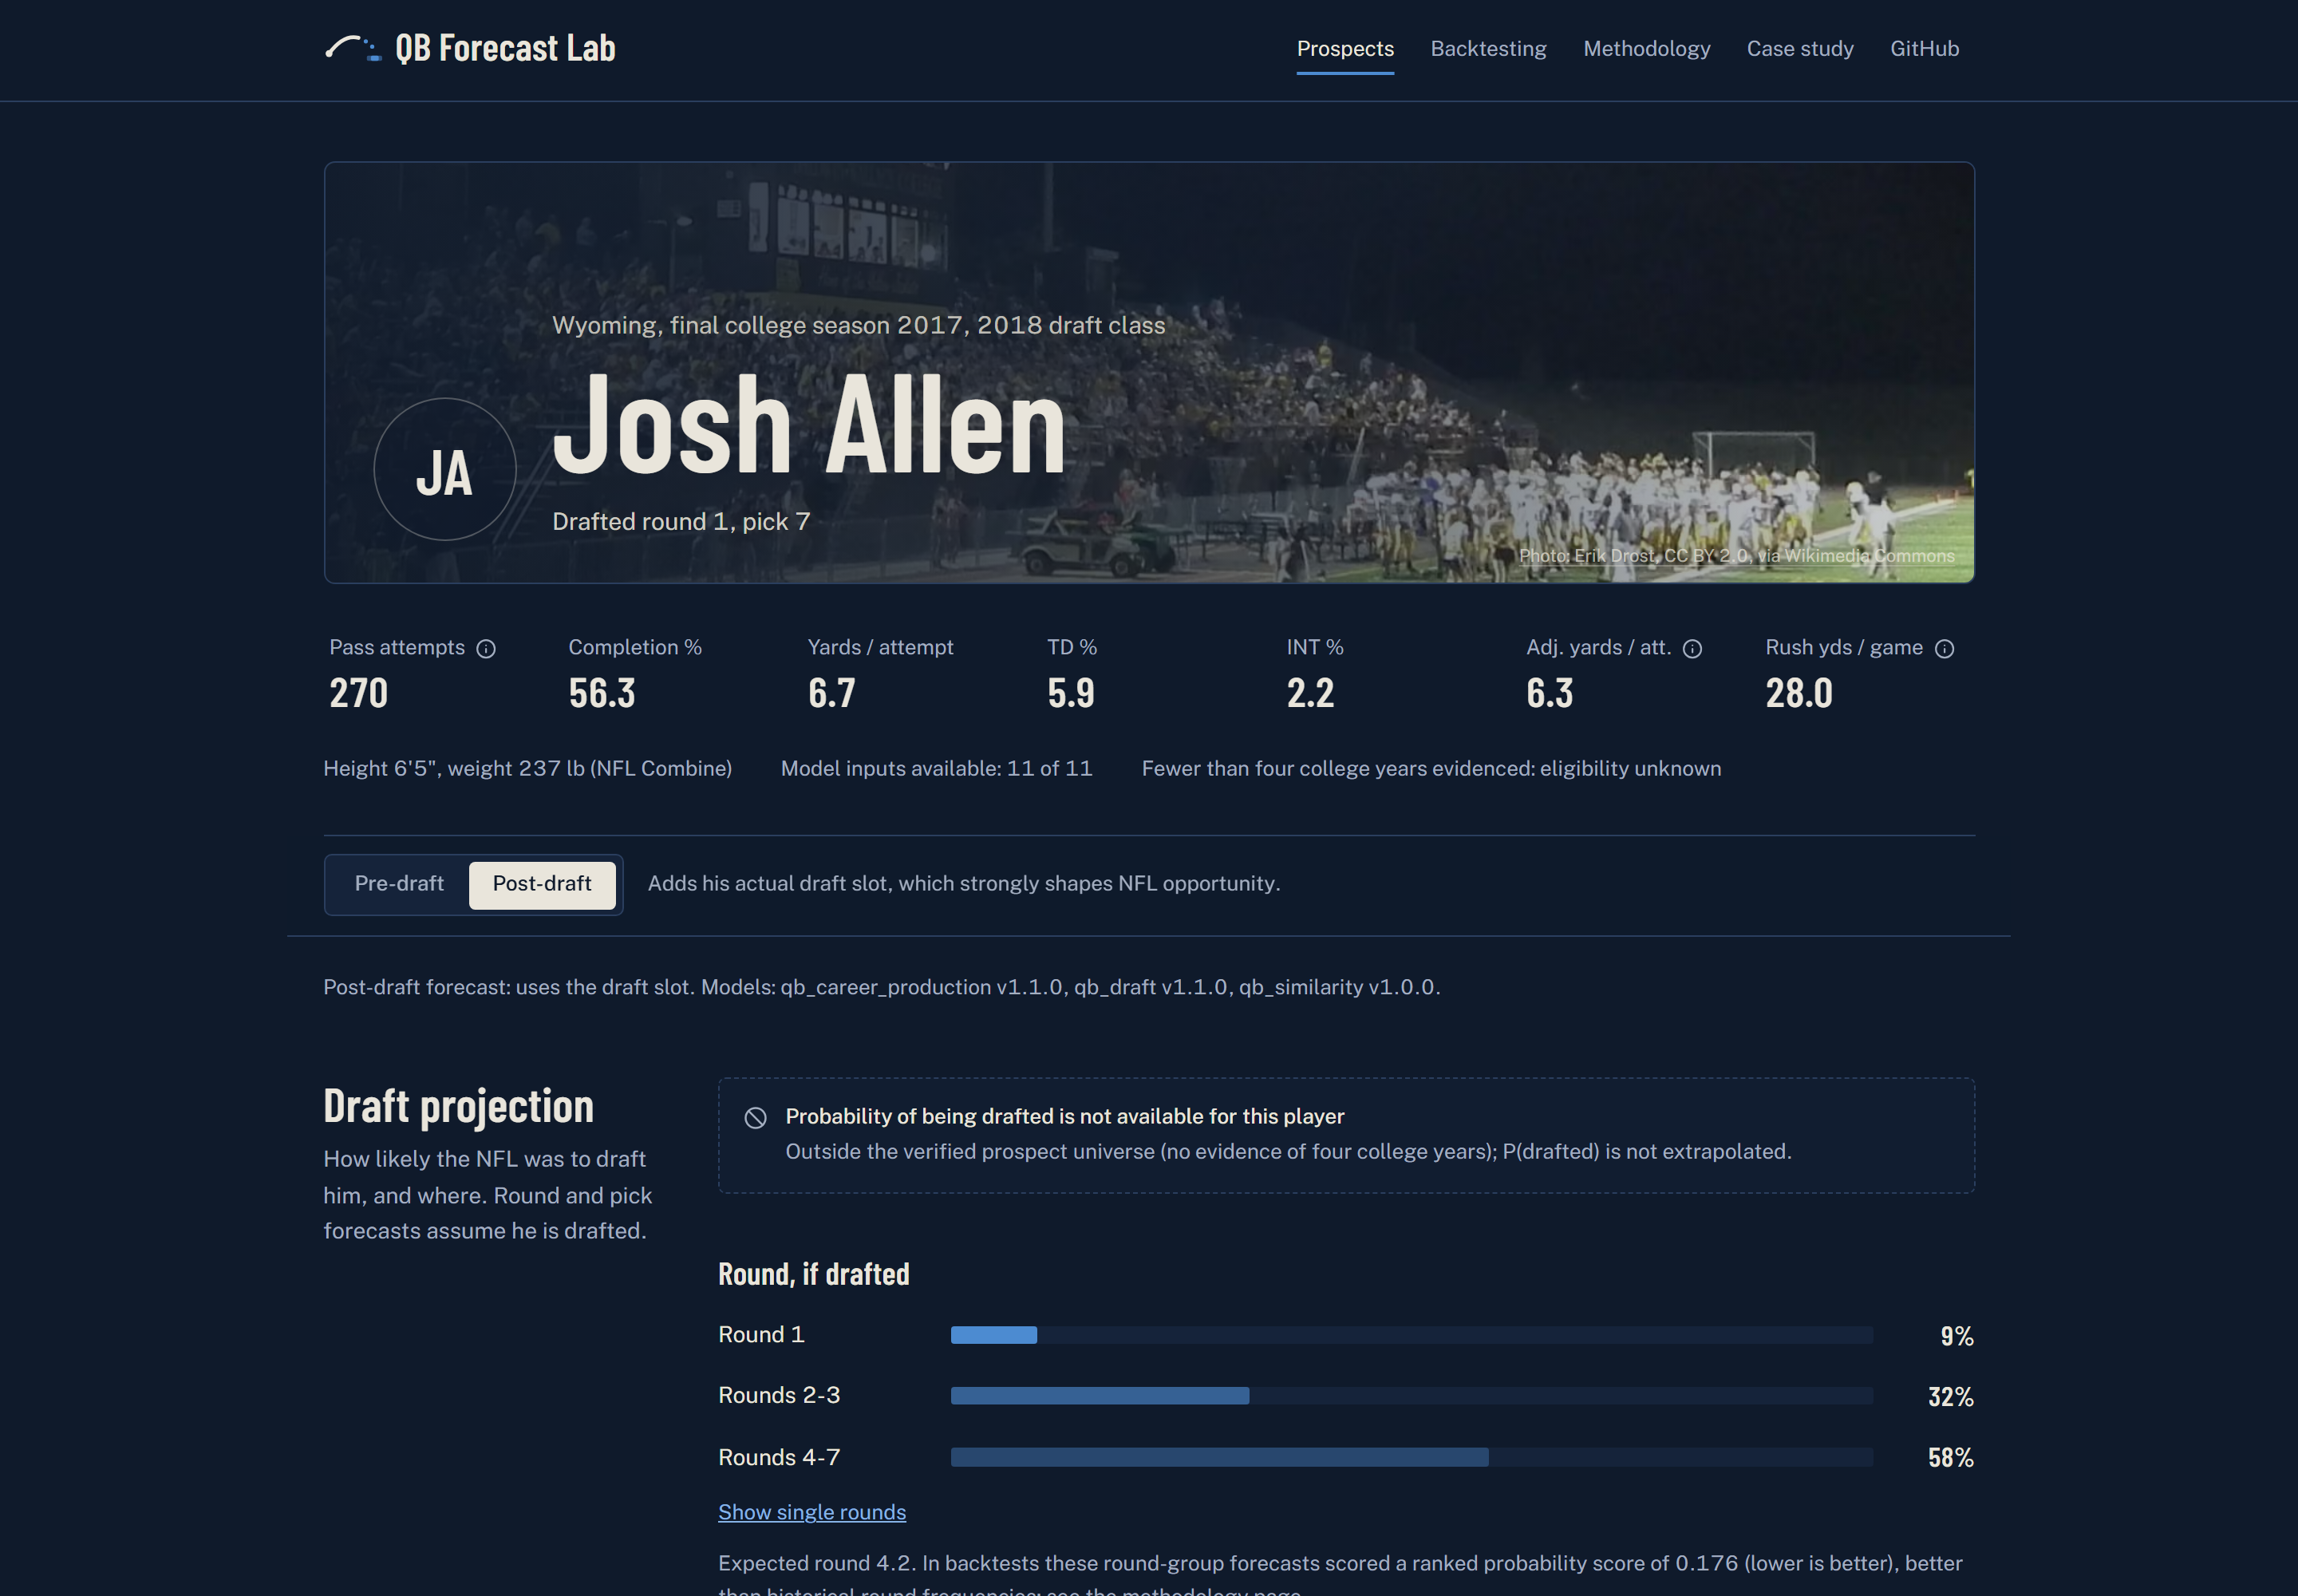 QB Forecast Lab
Prospects
Backtesting
Methodology
Case study
GitHub
Wyoming, final college season 2017, 2018 draft class
JA
Josh Allen
Drafted round 1, pick 7
Photo: Erik Drost, CC BY 2.0, via Wikimedia Commons
Pass attempts
270
Completion %
56.3
Yards / attempt
6.7
TD %
5.9
INT %
2.2
Adj. yards / att.
6.3
Rush yds / game
28.0
Height 6'5", weight 237 lb (NFL Combine)
Model inputs available: 11 of 11
Fewer than four college years evidenced: eligibility unknown
Pre-draft
Post-draft
Adds his actual draft slot, which strongly shapes NFL opportunity.
Post-draft forecast: uses the draft slot. Models: qb_career_production v1.1.0, qb_draft v1.1.0, qb_similarity v1.0.0.
Draft projection
How likely the NFL was to draft
him, and where. Round and pick
forecasts assume he is drafted.
Probability of being drafted is not available for this player
Outside the verified prospect universe (no evidence of four college years); P(drafted) is not extrapolated.
Round, if drafted
Round 1
9%
Rounds 2-3
32%
Rounds 4-7
58%
Show single rounds
Expected round 4.2. In backtests these round-group forecasts scored a ranked probability score of 0.176 (lower is better), better
than historical round frequencies; see the methodology page.